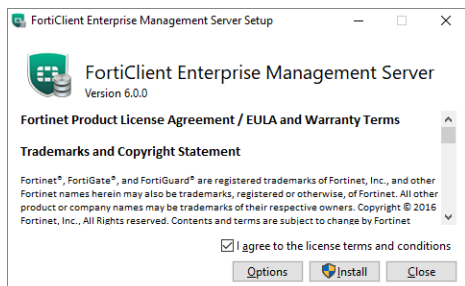 FortiClient Enterprise Management Server Setup
FortiClient Enterprise Management Server
Version 6.0.0
Fortinet Product License Agreement / EULA and Warranty Terms
Trademarks and Copyright Statement
Fortinet®, FortiGate®, and FortiGuard® are registered trademarks of Fortinet, Inc., and other
Fortinet names herein may also be trademarks, registered or otherwise, of Fortinet. All other
product or company names may be trademarks of their respective owners. Copyright © 2016
Fortinet, Inc., All Rights reserved. Contents and terms are subject to change by Fortinet
I agree to the license terms and conditions
Options Install Close